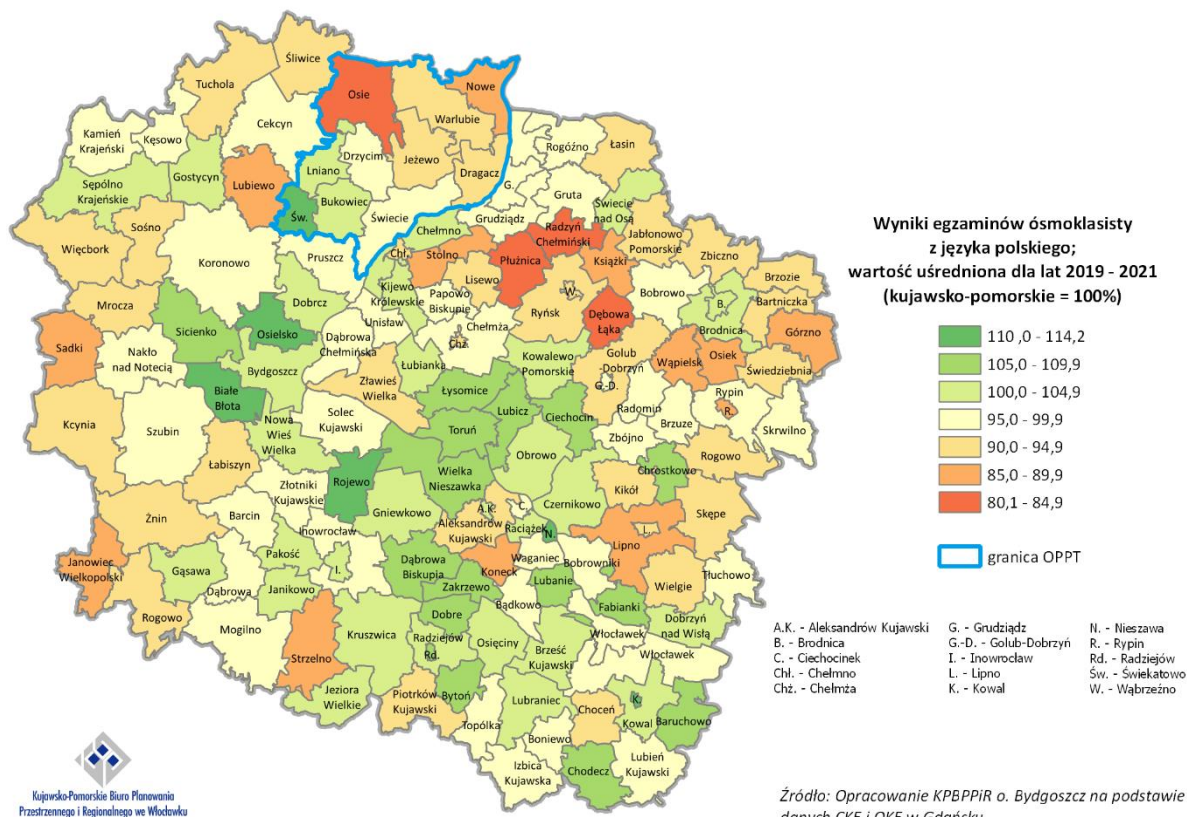 Śliwice
Tuchola
Osie
Nowe
Cekcyn
Warlubie
Kamień
Krajeński
Kęsowo
Drzycim
Jeżewo
Rogóźno
Łasin
Sępólno
Krajeńskie
Gostycyn
Lubiewo
Lniano
Dragacz
G.
Gruta
Św.
Bukowiec
Świecie
Grudziądz
Świecie
nad Osą
Sośno
Więcbork
Koronowo
Pruszcz
Chełmno
Chł.
Stolno
Radzyń
Chełmiński
Płużnica
Książki
Jabłonowo
Pomorskie
Zbiczno
Brzozie
Mrocza
Dobrcz
Kijewo
Królewskie
Lisewo
W.
Bobrowo
Bartniczka
Papowo
Biskupie
Ryńsk
B.
Unisław
Sicienko
Osielsko
Dąbrowa
Chełmińska
Chełmża
Chż.
Dębowa
Łąka
Brodnica
Górzno
Sadki
Nakło
nad Notecią
Bydgoszcz
Łubianka
Kowalewo
Pomorskie
Golub
Dobrzyń
G.-D.
Wąpielsk
Osiek
Świedziebnia
Białe
Błota
Zławieś
Wielka
Łysomice
Rypin
R.
Kcynia
Szubin
Nowa
Wieś
Wielka
Solec
Kujawski
Lubicz
Ciechocin
Radomin
Brzuze
Toruń
Zbójno
Skrwilno
Łabiszyn
Obrowo
Rogowo
Rojewo
Wielka
Nieszawka
Chrostkowo
Złotniki
Kujawskie
Kikół
Żnin
Barcin
Gniewkowo
A.K.
C.
Czernikowo
Skępe
Inowrocław
Aleksandrów
Kujawski
Raciążek
N.
L.
Lipno
Janowiec
Wielkopolski
Gąsawa
Pakość
I.
Dąbrowa
Biskupia
Koneck
Waganiec
Bobrowniki
Tłuchowo
Dąbrowa
Janikowo
Zakrzewo
Lubanie
Wielgie
Bądkowo
Fabianki
Rogowo
Mogilno
Dobre
Dobrzyń
nad Wisłą
Strzelno
Kruszwica
Radziejów
Rd.
Osięciny
Włocławek
Brześć
Kujawski
Włocławek
Jeziora
Wielkie
Piotrków
Kujawski
Bytoń
Lubraniec
Choceń
K.
Kowal
Baruchowo
Topólka
Boniewo
Izbica
Kujawska
Chodecz
Lubień
Kujawski
Wyniki egzaminów ósmoklasisty
z języka polskiego;
wartość uśredniona dla lat 2019 - 2021
(kujawsko-pomorskie = 100%)
110 ,0 - 114,2
105,0 - 109,9
100,0 - 104,9
95,0 - 99,9
90,0 - 94,9
85,0 - 89,9
80,1 - 84,9
granica OPPT
A.K. - Aleksandrów Kujawski
B. - Brodnica
C. - Ciechocinek
Chł. - Chełmno
Chż. - Chełmża
G. - Grudziądz
G.-D. - Golub-Dobrzyń
I. - Inowrocław
L. - Lipno
K. - Kowal
N. - Nieszawa
R. - Rypin
Rd. - Radziejów
Św. - Świekatowo
W. - Wąbrzeźno
Kujawsko-Pomorskie Biuro Planowania
Przestrzennego i Regionalnego we Włocławku
Źródło: Opracowanie KPBPPiR o. Bydgoszcz na podstawie
danych CKE i OKE w Gdańsku